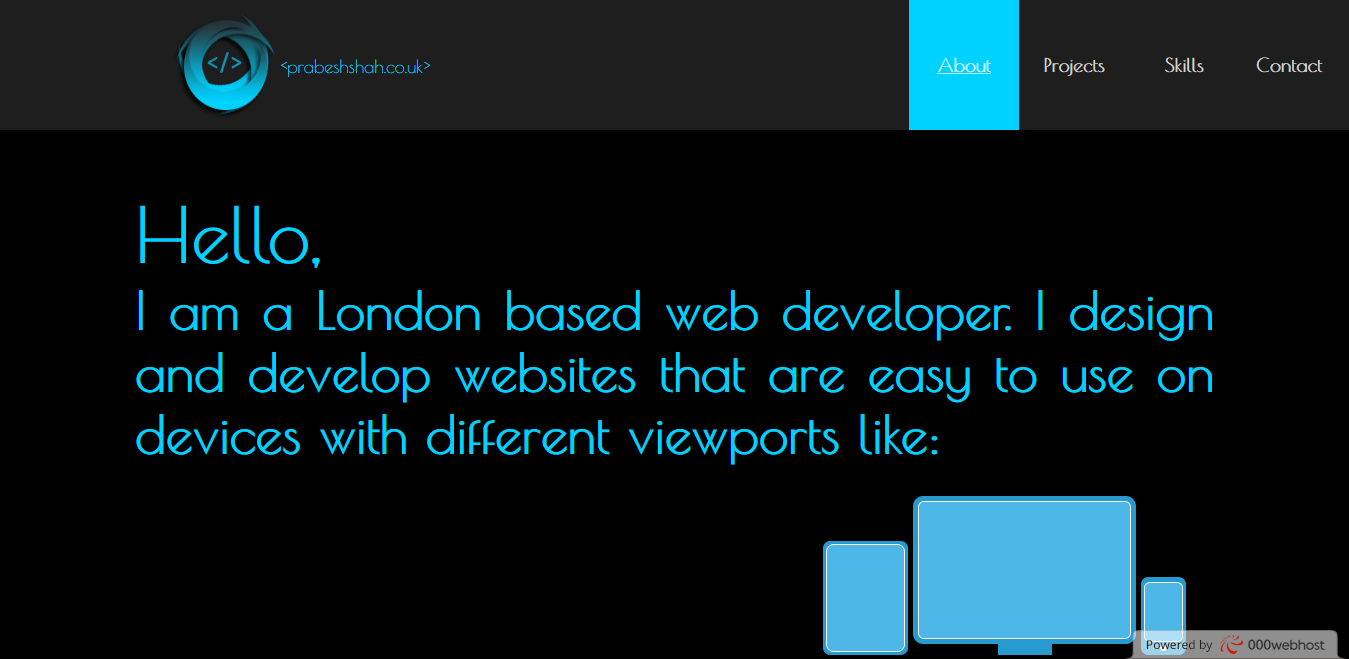 </>
<prabeshshah.co.uk>
About
Projects
Skills
Contact
Hello,
I am a London based web developer. I design
and develop websites that are easy to use on
devices with different viewports like:
Powered by 000webhost